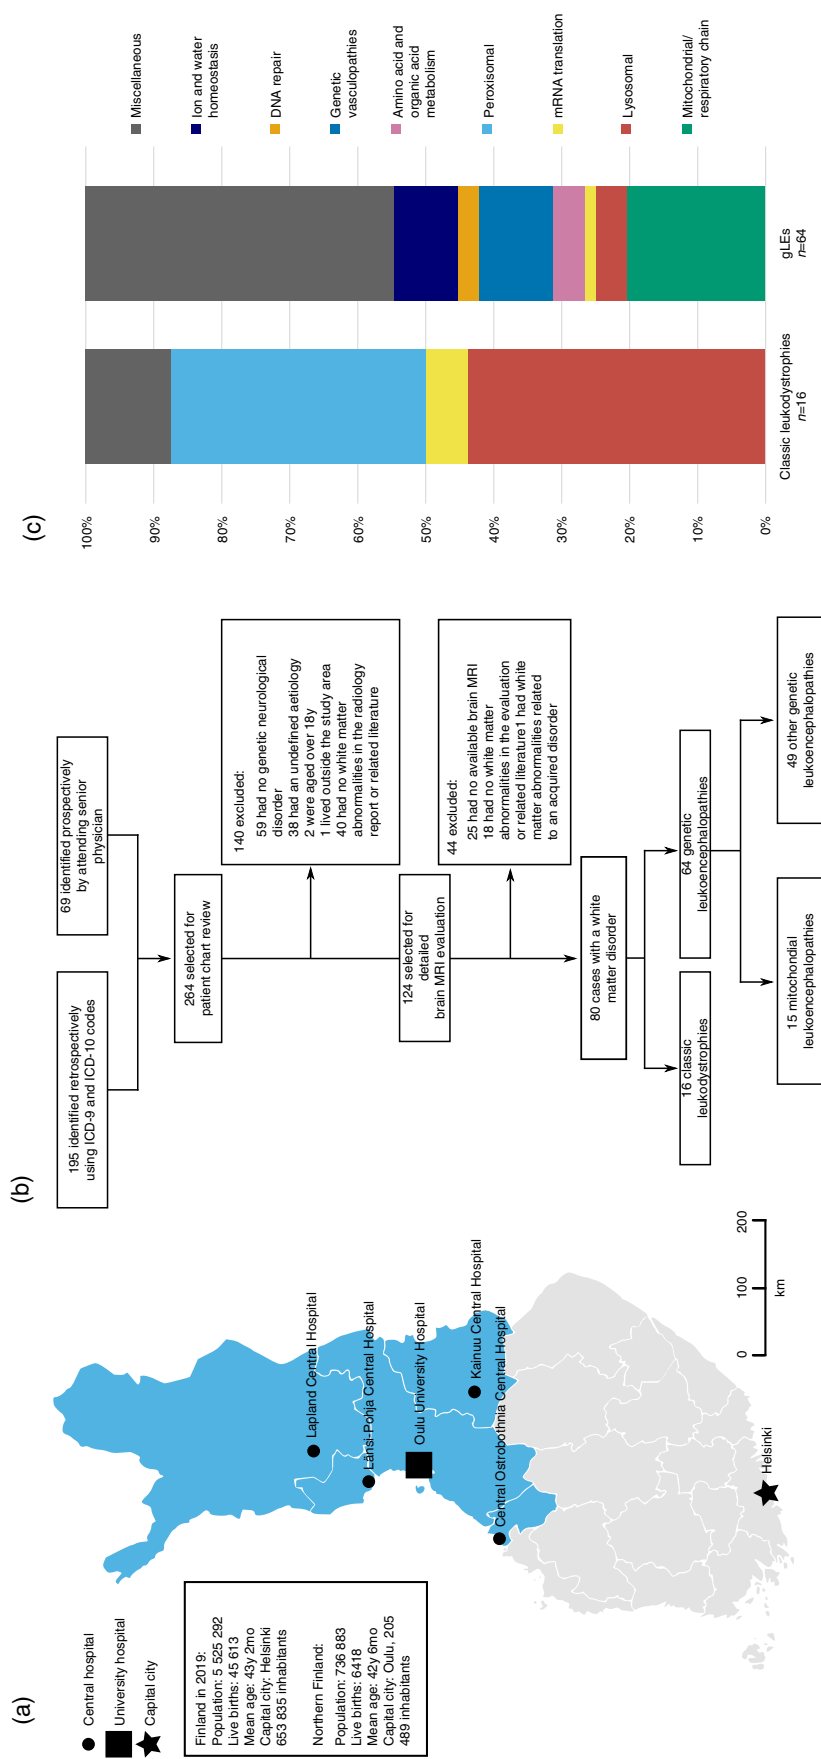 (a)
Central hospital
University hospital
Capital city
Finland in 2019:
Population: 5 525 292
Live births: 45 613
Mean age: 43y 2mo
Capital city: Helsinki
653 835 inhabitants
Northern Finland:
Population: 736 883
Live births: 6418
Mean age: 42y 6mo
Capital city: Oulu, 205
489 inhabitants
Lapland Central Hospital
Länsi-Pohja Central Hospital
Oulu University Hospital
Kainuu Central Hospital
Central Ostrobothnia Central Hospital
Helsinki
0 100 200
km
(b)
195 identified retrospectively
using ICD-9 and ICD-10 codes
69 identified prospectively
by attending senior
physician
264 selected for
patient chart review
140 excluded:
59 had no genetic neurological
disorder
38 had an undefined aetiology
2 were aged over 18y
1 lived outside the study area
40 had no white matter
abnormalities in the radiology
report or related literature
124 selected for
detailed
brain MRI evaluation
44 excluded:
25 had no available brain MRI
18 had no white matter
abnormalities in the evaluation
or related literature1 had white
matter abnormalities related
to an acquired disorder
80 cases with a white
matter disorder
16 classic
leukodystrophies
64 genetic
leukoencephalopathies
15 mitochondrial
leukoencephalopathies
49 other genetic
leukoencephalopathies
(c)
100%
90%
80%
70%
60%
50%
40%
30%
20%
10%
0%
Classic leukodystrophies
n=16
gLEs
n=64
Miscellaneous
Ion and water
homeostasis
DNA repair
Genetic
vasculopathies
Amino acid and
organic acid
metabolism
Peroxisomal
mRNA translation
Lysosomal
Mitochondrial/
respiratory chain